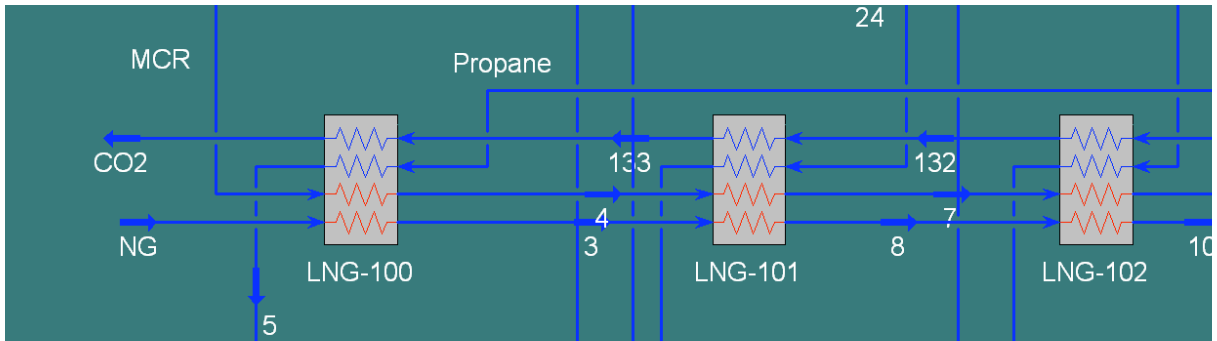 24
MCR
Propane
CO2
133
132
4
7
NG
3
8
10
LNG-100
LNG-101
LNG-102
5